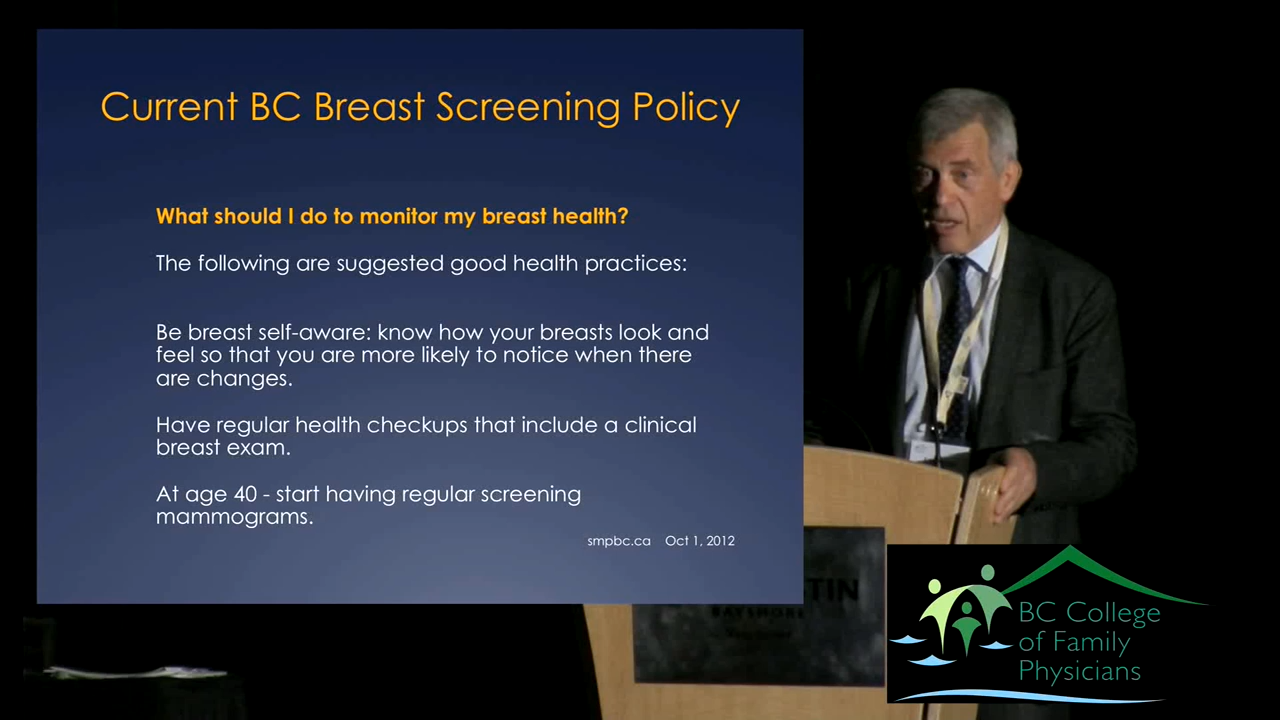 Current BC Breast Screening Policy
What should I do to monitor my breast health?
The following are suggested good health practices:
Be breast self-aware: know how your breasts look and
feel so that you are more likely to notice when there
are changes.
Have regular health checkups that include a clinical
breast exam.
At age 40 - start having regular screening
mammograms.
smpbc.ca Oct 1, 2012
TIN
BAYSHORE
BC College
of Family
Physicians